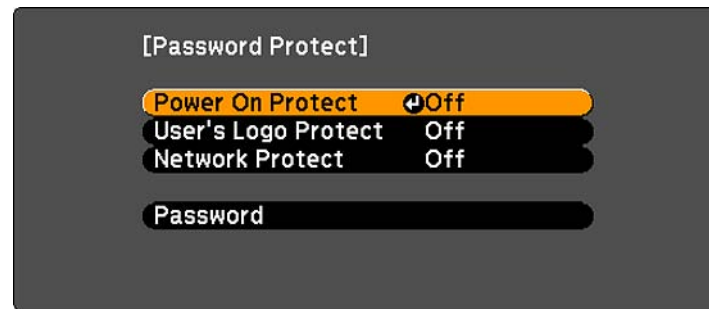 [Password Protect]
Power On Protect Off
User's Logo Protect Off
Network Protect Off
Password